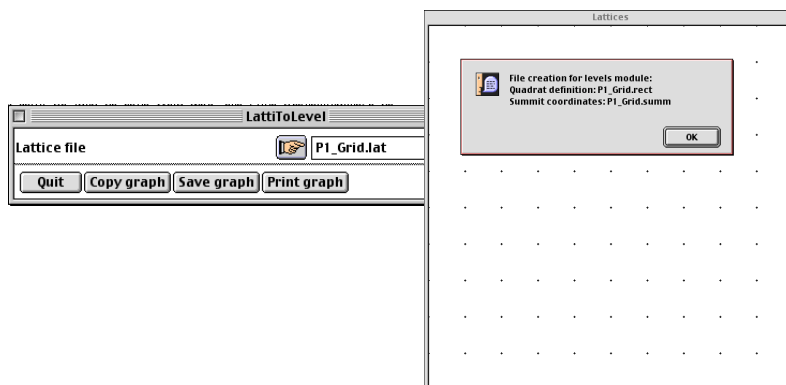 Lattices
File creation for levels module:
Quadrat definition: P1_Grid.rect
Summit coordinates: P1_Grid.summ
OK
LattiToLevel
Lattice file
P1_Grid.lat
Quit
Copy graph
Save graph
Print graph